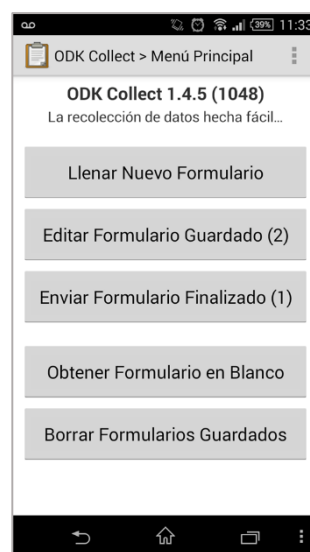 39% 11:33
ODK Collect > Menú Principal
ODK Collect 1.4.5 (1048)
La recolección de datos hecha fácil...
Llenar Nuevo Formulario
Editar Formulario Guardado (2)
Enviar Formulario Finalizado (1)
Obtener Formulario en Blanco
Borrar Formularios Guardados